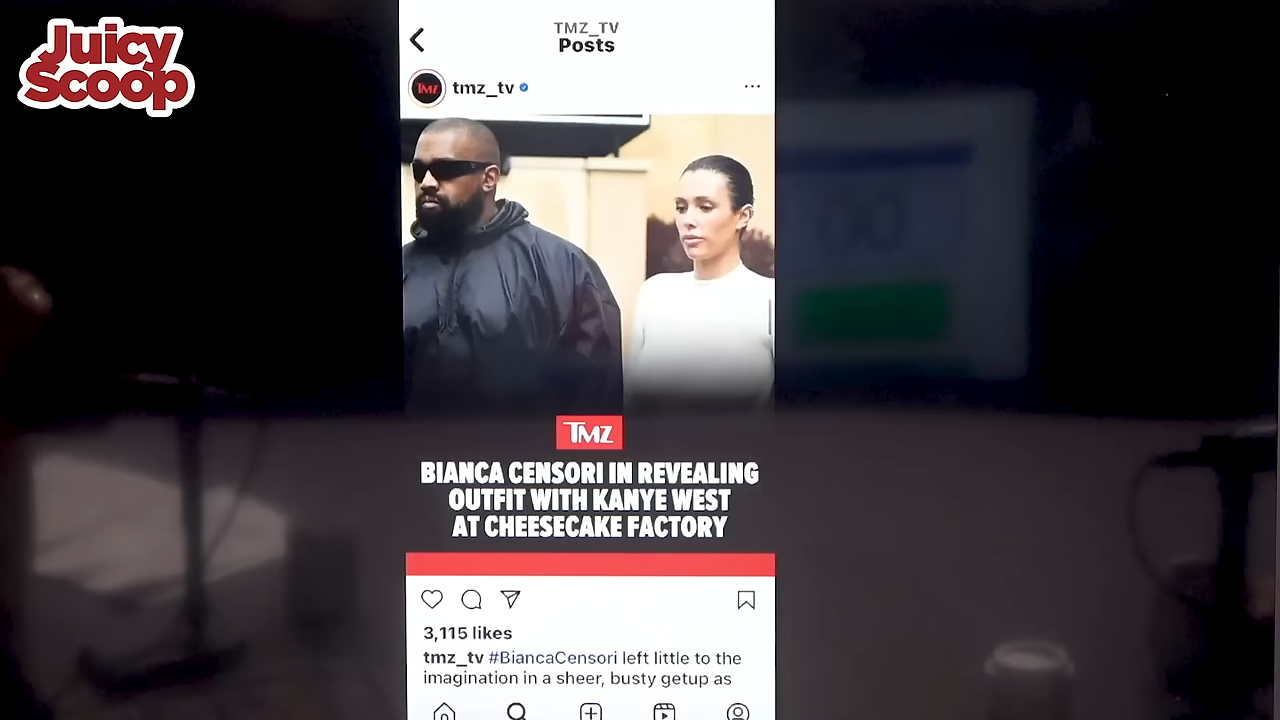 Juicy
Scoop
TMZ_TV
Posts
TMZ
tmz_tv
TMZ
BIANCA CENSORI IN REVEALING
OUTFIT WITH KANYE WEST
AT CHEESECAKE FACTORY
3,115 likes
tmz_tv #BiancaCensori left little to the
imagination in a sheer, busty getup as